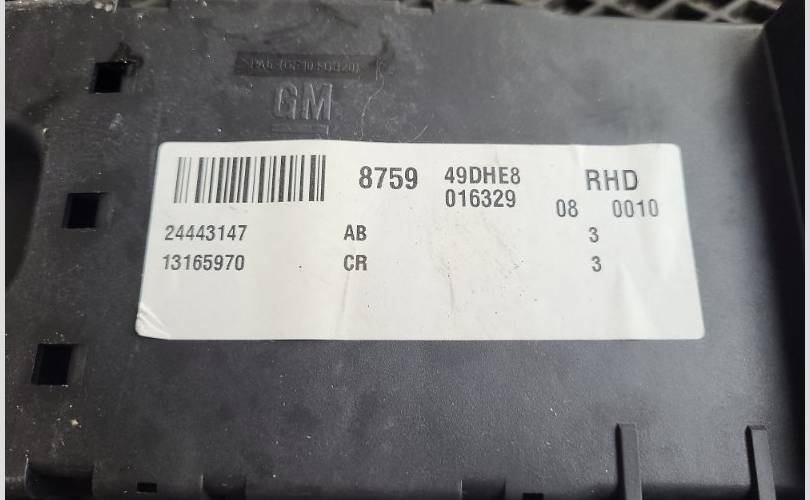 GM
8759 49DHE8 RHD
016329 08 0010
24443147 AB 3
13165970 CR 3